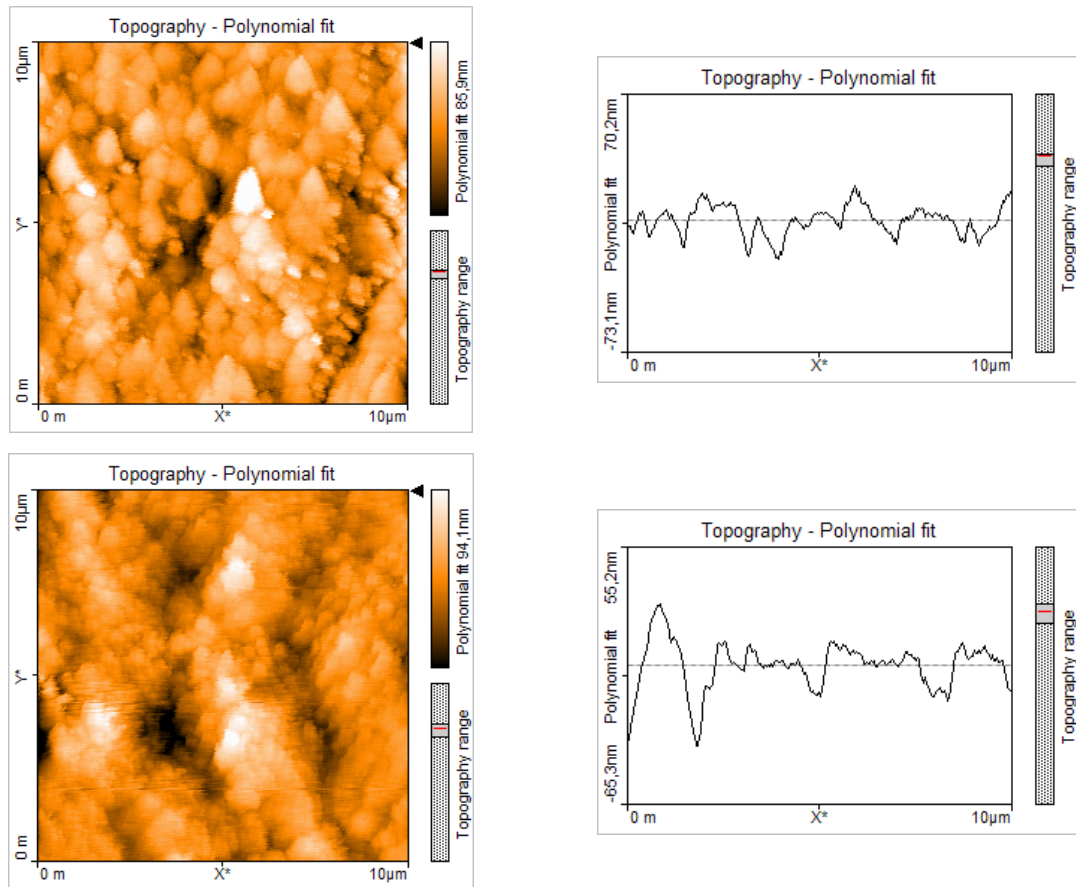 Topography - Polynomial fit
10µm
Y*
0 m
0 m
X*
10µm
Polynomial fit 85,9nm
Topography range
Topography - Polynomial fit
70,2nm
Polynomial fit
-73,1nm
0 m
X*
10µm
Topography range
Topography - Polynomial fit
10µm
Y*
0 m
0 m
X*
10µm
Polynomial fit 94,1nm
Topography range
Topography - Polynomial fit
55,2nm
Polynomial fit
-65,3nm
0 m
X*
10µm
Topography range